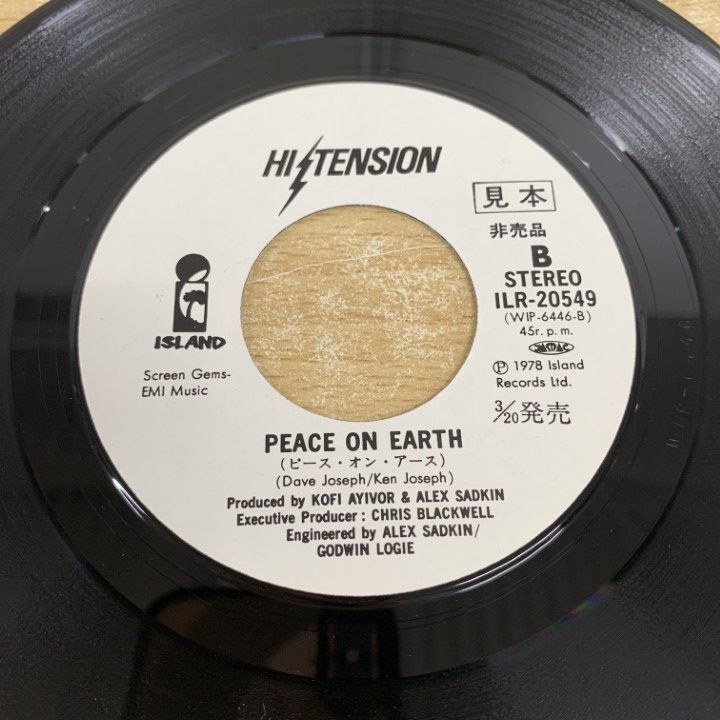 HI TENSION
見本
非売品
B
STEREO
ILR-20549
(WIP-6446-B)
45r.p.m.
JASRAC
Ⓟ 1978 Island
Records Ltd.
3/20発売
ISLAND
Screen Gems-
EMI Music
PEACE ON EARTH
(ピース・オン・アース)
(Dave Joseph/Ken Joseph)
Produced by KOFI AYIVOR & ALEX SADKIN
Executive Producer : CHRIS BLACKWELL
Engineered by ALEX SADKIN/
GODWIN LOGIE